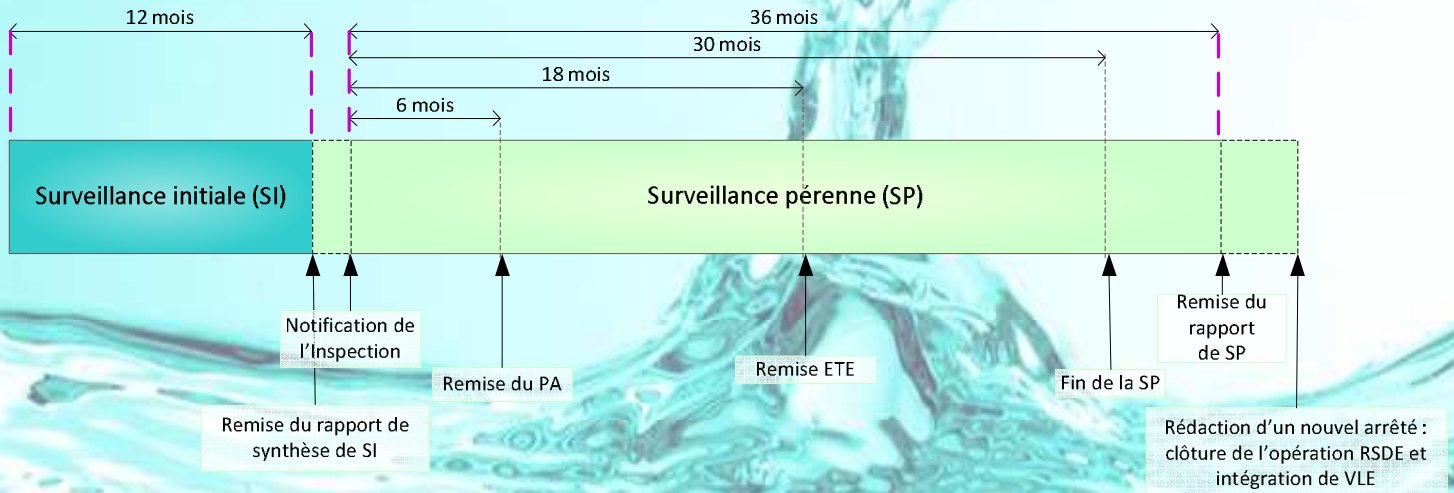 12 mois
36 mois
30 mois
18 mois
6 mois
Surveillance initiale (SI)
Surveillance pérenne (SP)
Notification de
l'Inspection
Remise du rapport de
synthèse de SI
Remise du PA
Remise ETE
Fin de la SP
Remise du
rapport
de SP
Rédaction d'un nouvel arrêté :
clôture de l'opération RSDE et
intégration de VLE